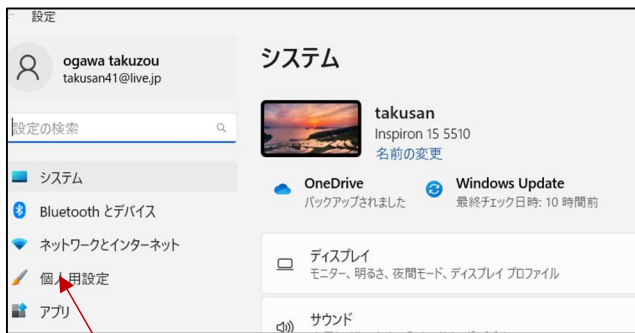 設定
ogawa takuzou
takusan41@live.jp
設定の検索
システム
Bluetooth とデバイス
ネットワークとインターネット
個人用設定
アプリ
システム
takusan
Inspiron 15 5510
名前の変更
OneDrive
バックアップされました
Windows Update
最終チェック日時: 10 時間前
ディスプレイ
モニター、明るさ、夜間モード、ディスプレイ プロファイル
サウンド